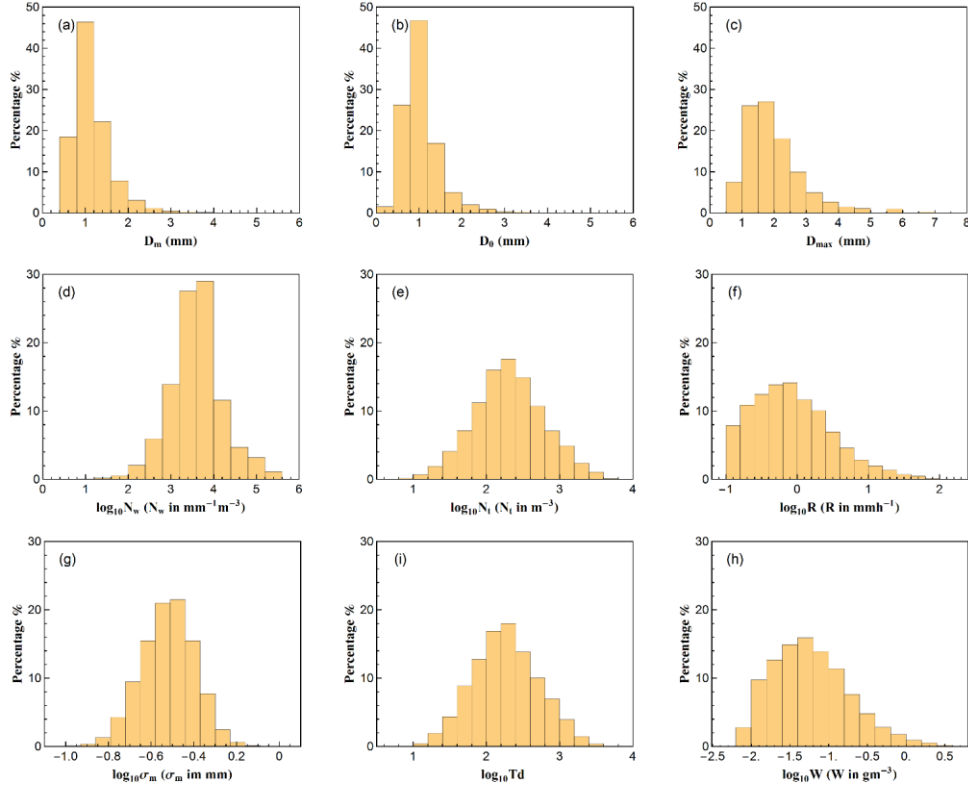 (a)
50
40
30
20
10
0
Percentage %
0 1 2 3 4 5 6
D_m (mm)
(b)
50
40
30
20
10
0
Percentage %
0 1 2 3 4 5 6
D_0 (mm)
(c)
50
40
30
20
10
0
Percentage %
0 1 2 3 4 5 6 7 8
D_max (mm)
(d)
30
20
10
0
Percentage %
0 1 2 3 4 5 6
log₁₀N_w (N_w in mm⁻¹m⁻³)
(e)
30
20
10
0
Percentage %
1 2 3 4
log₁₀N_t (N_t in m⁻³)
(f)
30
20
10
0
Percentage %
-1 0 1 2
log₁₀R (R in mmh⁻¹)
(g)
30
20
10
0
Percentage %
-1.0 -0.8 -0.6 -0.4 -0.2 0.0
log₁₀σ_m (σ_m im mm)
(i)
30
20
10
0
Percentage %
1 2 3 4
log₁₀Td
(h)
30
20
10
0
Percentage %
-2.5 -2. -1.5 -1. -0.5 0. 0.5
log₁₀W (W in gm⁻³)